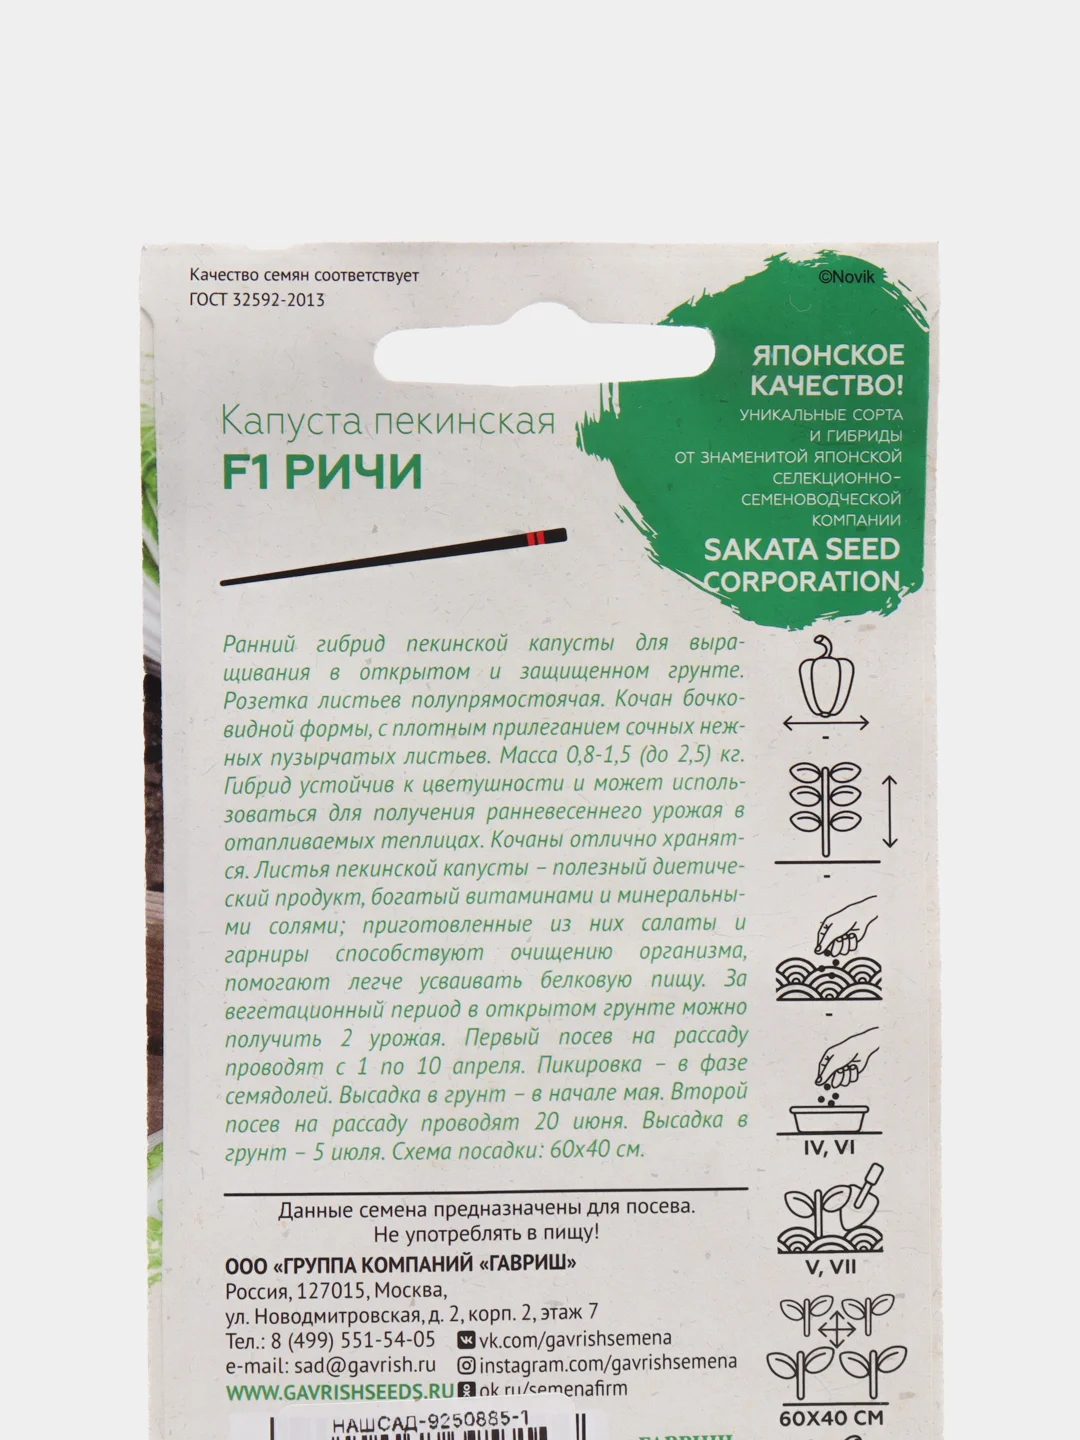 Качество семян соответствует
ГОСТ 32592-2013
©Novik
ЯПОНСКОЕ
КАЧЕСТВО!
УНИКАЛЬНЫЕ СОРТА
И ГИБРИДЫ
ОТ ЗНАМЕНИТОЙ ЯПОНСКОЙ
СЕЛЕКЦИОННО-
СЕМЕНОВОДЧЕСКОЙ
КОМПАНИИ
SAKATA SEED
CORPORATION
Капуста пекинская
F1 РИЧИ
Ранний гибрид пекинской капусты для выра-
щивания в открытом и защищенном грунте.
Розетка листьев полупрямостоячая. Кочан бочко-
видной формы, с плотным прилеганием сочных неж-
ных пузырчатых листьев. Масса 0,8-1,5 (до 2,5) кг.
Гибрид устойчив к цветушности и может исполь-
зоваться для получения ранневесеннего урожая в
отапливаемых теплицах. Кочаны отлично хранят-
ся. Листья пекинской капусты – полезный диетиче-
ский продукт, богатый витаминами и минеральны-
ми солями; приготовленные из них салаты и
гарниры способствуют очищению организма,
помогают легче усваивать белковую пищу. За
вегетационный период в открытом грунте можно
получить 2 урожая. Первый посев на рассаду
проводят с 1 по 10 апреля. Пикировка – в фазе
семядолей. Высадка в грунт – в начале мая. Второй
посев на рассаду проводят 20 июня. Высадка в
грунт – 5 июля. Схема посадки: 60х40 см.
-
-
-
IV, VI
V, VII
60X40 СМ
Данные семена предназначены для посева.
Не употреблять в пищу!
ООО «ГРУППА КОМПАНИЙ «ГАВРИШ»
Россия, 127015, Москва,
ул. Новодмитровская, д. 2, корп. 2, этаж 7
Тел.: 8 (499) 551-54-05 vk.com/gavrishsemena
e-mail: sad@gavrish.ru instagram.com/gavrishsemena
WWW.GAVRISHSEEDS.RU ok.ru/semenafirm
НАШСАД-9250885-1
ГАВРИШ